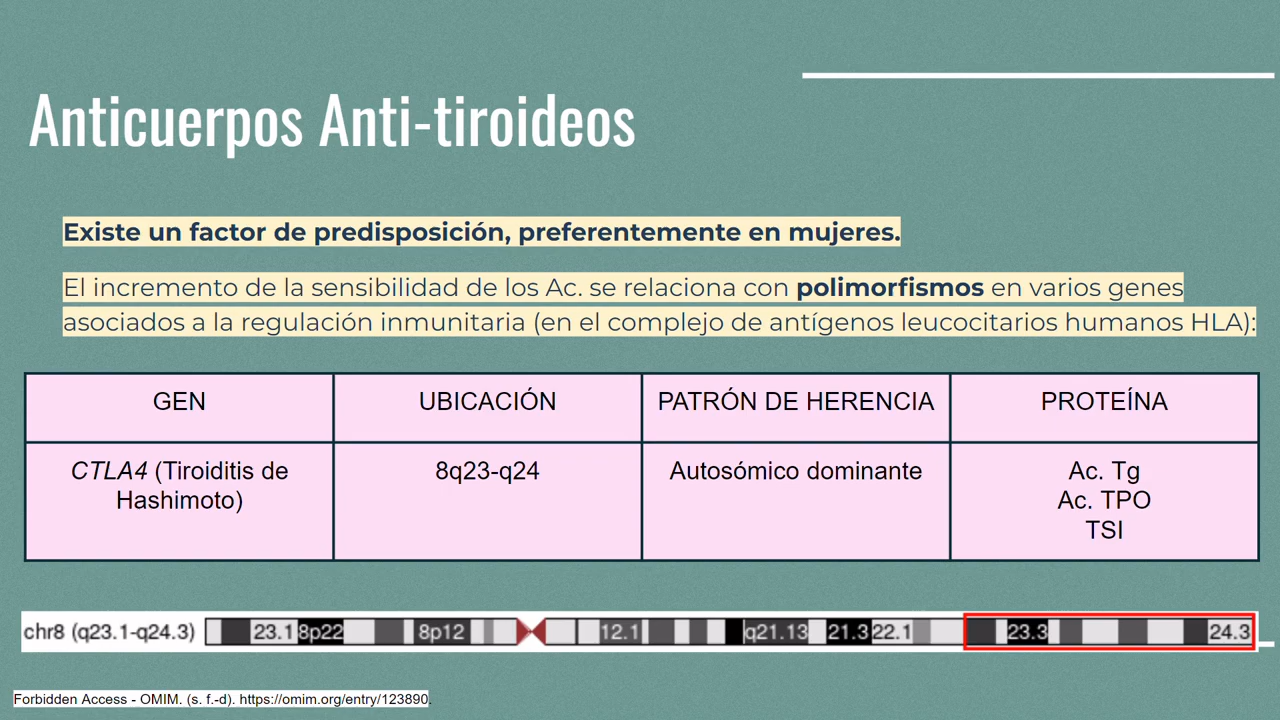 Anticuerpos Anti-tiroideos
Existe un factor de predisposición, preferentemente en mujeres.
El incremento de la sensibilidad de los Ac. se relaciona con polimorfismos en varios genes
asociados a la regulación inmunitaria (en el complejo de antígenos leucocitarios humanos HLA):
GEN
UBICACIÓN
PATRÓN DE HERENCIA
PROTEÍNA
CTLA4 (Tiroiditis de
Hashimoto)
8q23-q24
Autosómico dominante
Ac. Tg
Ac. TPO
TSI
chr8 (q23.1-q24.3) 23.1 8p22 8p12 12.1 q21.13 21.3 22.1 23.3 24.3
Forbidden Access - OMIM. (s. f.-d). https://omim.org/entry/123890.